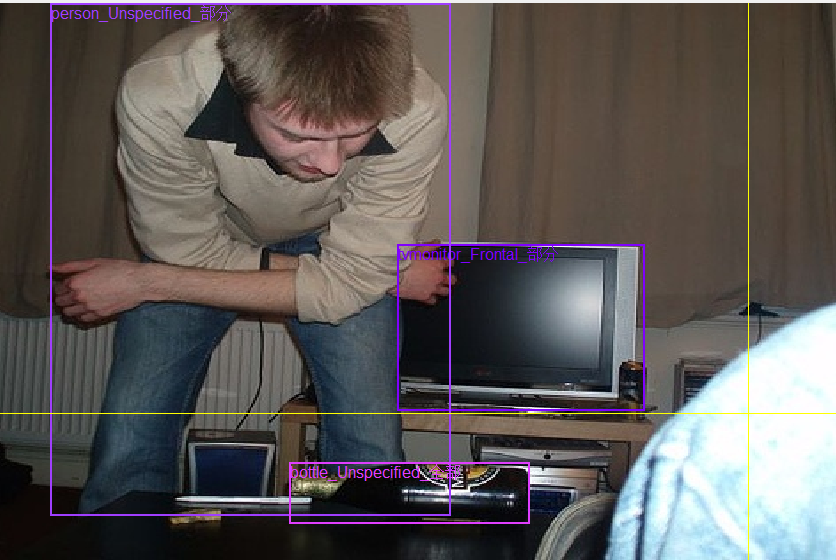 person_Unspecified_部分
tvmonitor_Frontal_部分
bottle_Unspecified_